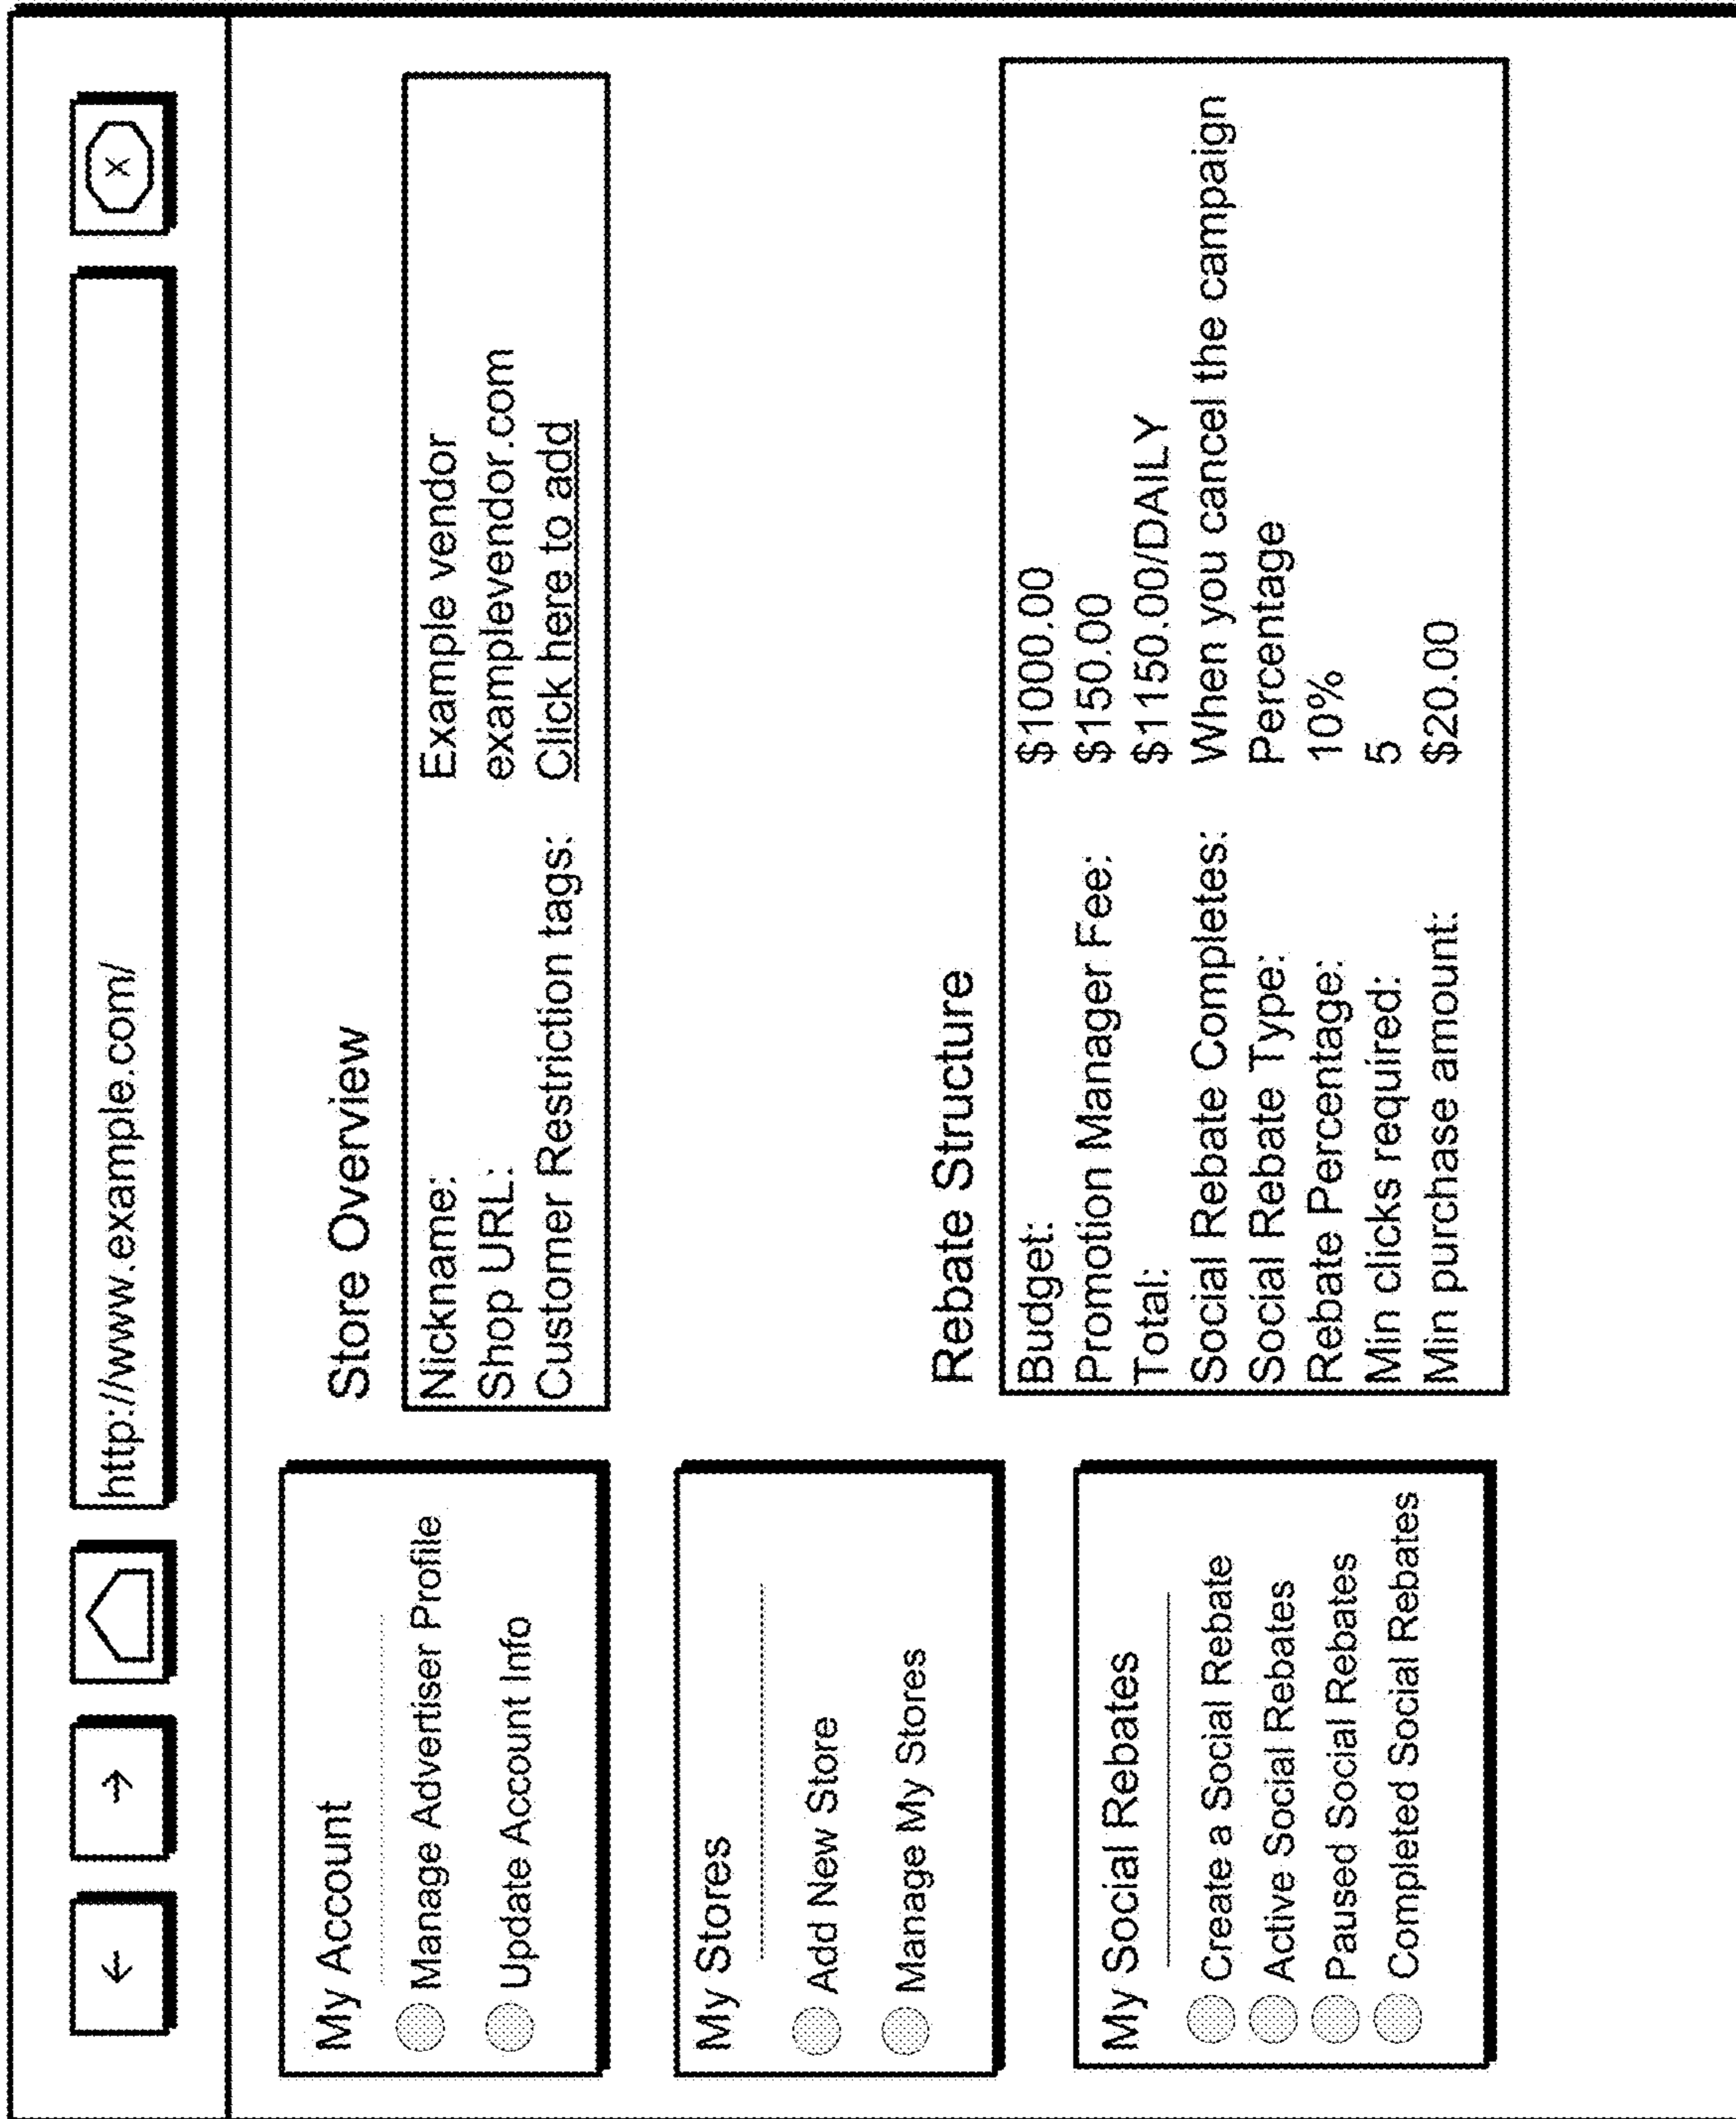 ← → http://www.example.com/ X
My Account
Manage Advertiser Profile
Update Account Info
My Stores
Add New Store
Manage My Stores
My Social Rebates
Create a Social Rebate
Active Social Rebates
Paused Social Rebates
Completed Social Rebates
Store Overview
Nickname: Example vendor
Shop URL: examplevendor.com
Customer Restriction tags: Click here to add
Rebate Structure
Budget: $1000.00
Promotion Manager Fee: $150.00
Total: $1150.00/DAILY
Social Rebate Completes: When you cancel the campaign
Social Rebate Type: Percentage
Rebate Percentage: 10%
Min clicks required: 5
Min purchase amount: $20.00